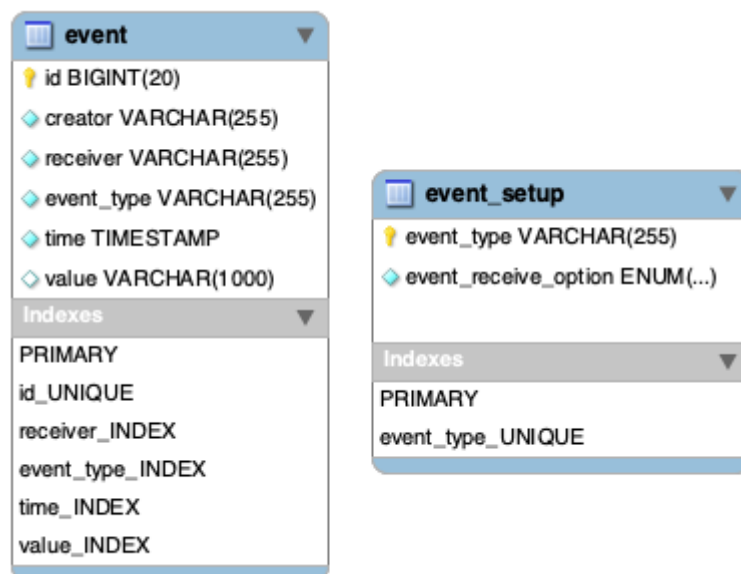 event
id BIGINT(20)
creator VARCHAR(255)
receiver VARCHAR(255)
event_type VARCHAR(255)
time TIMESTAMP
value VARCHAR(1000)
Indexes
PRIMARY
id_UNIQUE
receiver_INDEX
event_type_INDEX
time_INDEX
value_INDEX
event_setup
event_type VARCHAR(255)
event_receive_option ENUM(...)
Indexes
PRIMARY
event_type_UNIQUE